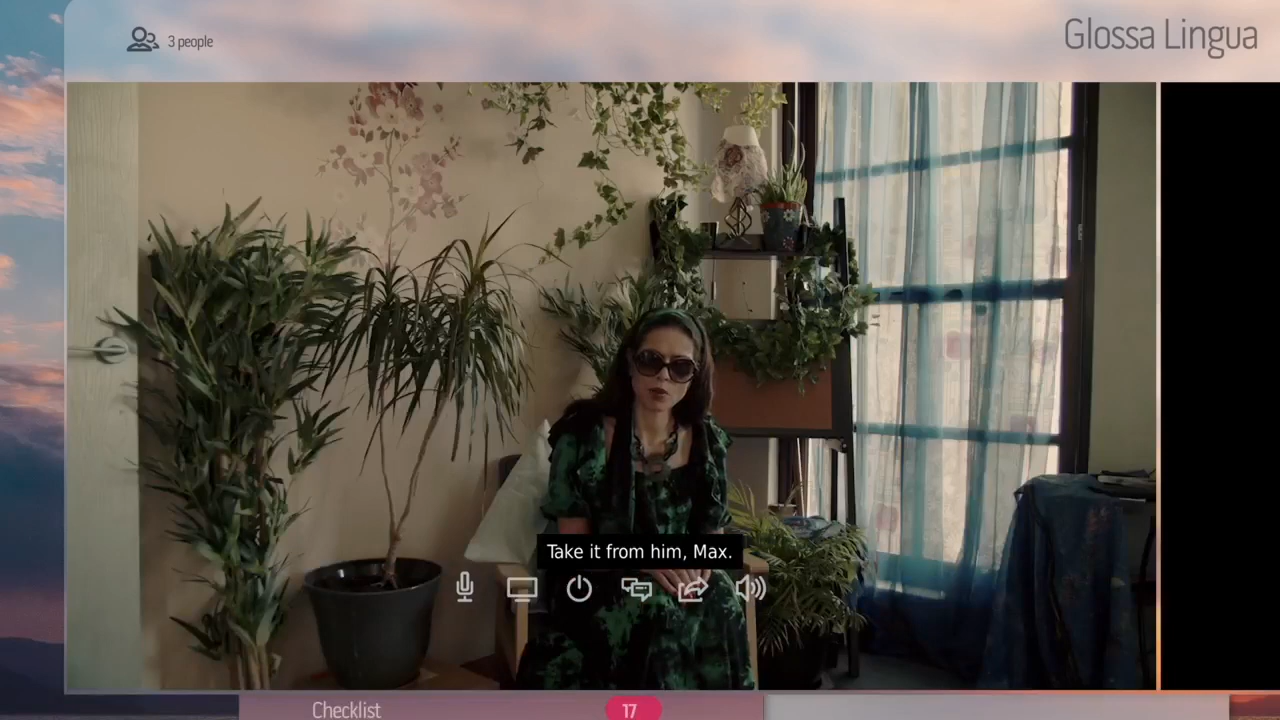 3 people
Glossa Lingua
Take it from him, Max.
Checklist
17